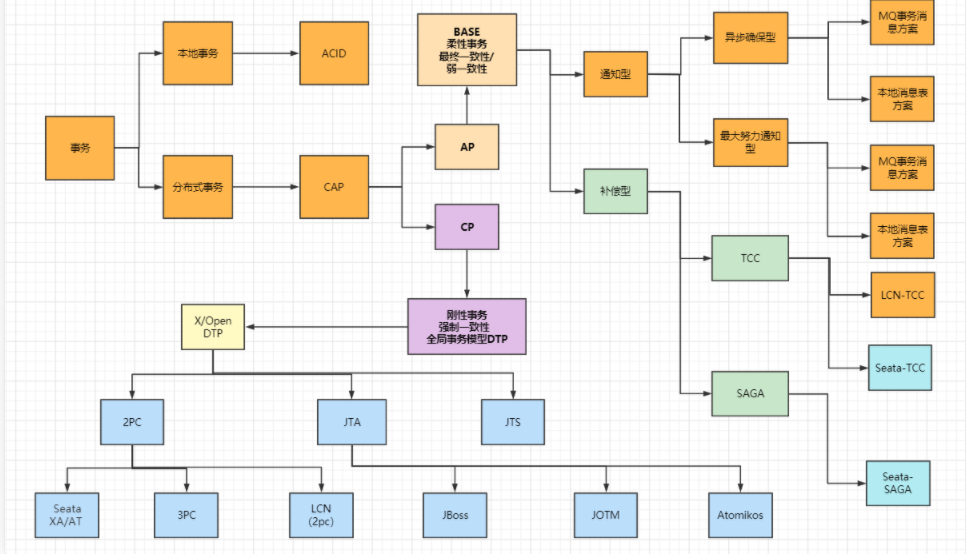 事务
本地事务
ACID
分布式事务
CAP
BASE
柔性事务
最终一致性/
弱一致性
AP
CP
刚性事务
强制一致性
全局事务模型DTP
X/Open
DTP
2PC
JTA
JTS
Seata
XA/AT
3PC
LCN
(2pc)
JBoss
JOTM
Atomikos
通知型
异步确保型
MQ事务消
息方案
本地消息表
方案
最大努力通知
型
MQ事务消
息方案
本地消息表
方案
补偿型
TCC
LCN-TCC
Seata-TCC
SAGA
Seata-
SAGA